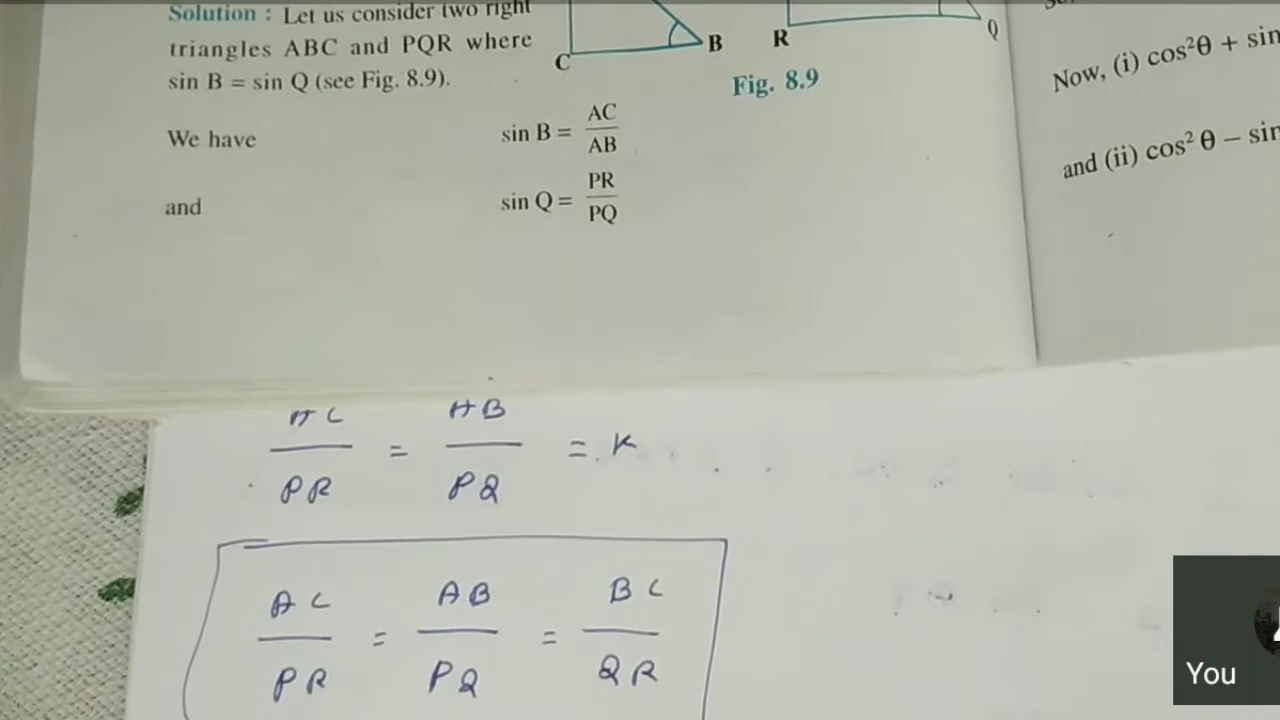 Solution : Let us consider two right
triangles ABC and PQR where
sin B = sin Q (see Fig. 8.9).
C B R Q
Fig. 8.9
We have sin B = AC/AB
and sin Q = PR/PQ
Now, (i) cos²θ + sin
and (ii) cos² θ – sin
AC/PR = AB/PQ = K
AC/PR = AB/PQ = BC/QR
You